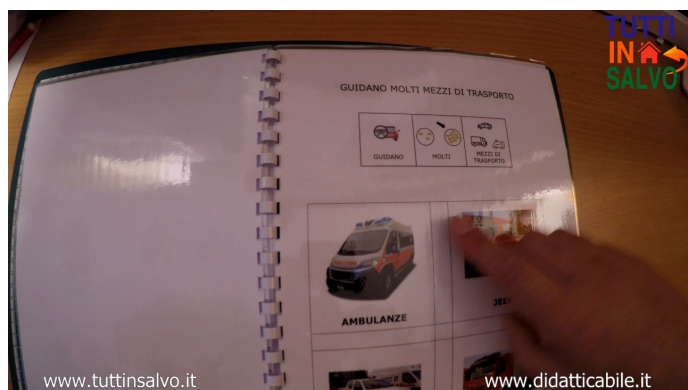 TUTTI
IN
SALVO
GUIDANO MOLTI MEZZI DI TRASPORTO
GUIDANO
MOLTI
MEZZI DI
TRASPORTO
AMBULANZE
www.tuttinsalvo.it
www.didatticabile.it